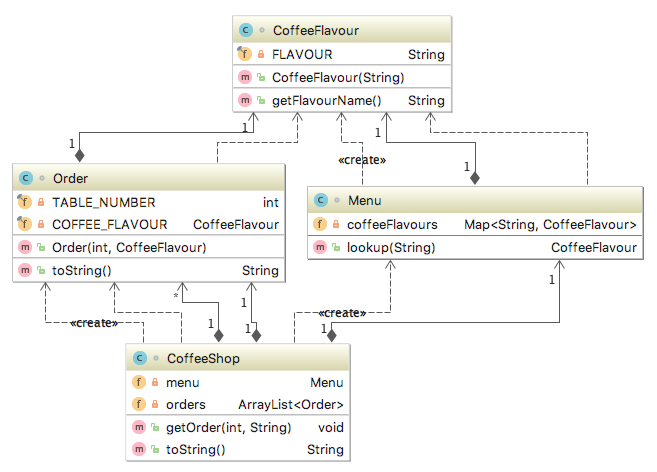 CoffeeFlavour
FLAVOUR String
CoffeeFlavour(String)
getFlavourName() String
1 1 1 1
«create»
Order
TABLE_NUMBER int
COFFEE_FLAVOUR CoffeeFlavour
Order(int, CoffeeFlavour)
toString() String
Menu
coffeeFlavours Map<String, CoffeeFlavour>
lookup(String) CoffeeFlavour
* 1 1
«create» 1 1 «create» 1
CoffeeShop
menu Menu
orders ArrayList<Order>
getOrder(int, String) void
toString() String